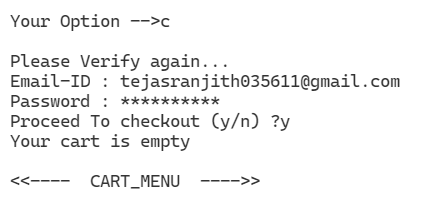 Your Option -->c
Please Verify again...
Email-ID : tejasranjith035611@gmail.com
Password : **********
Proceed To checkout (y/n) ?y
Your cart is empty
<<----  CART_MENU  ---->>